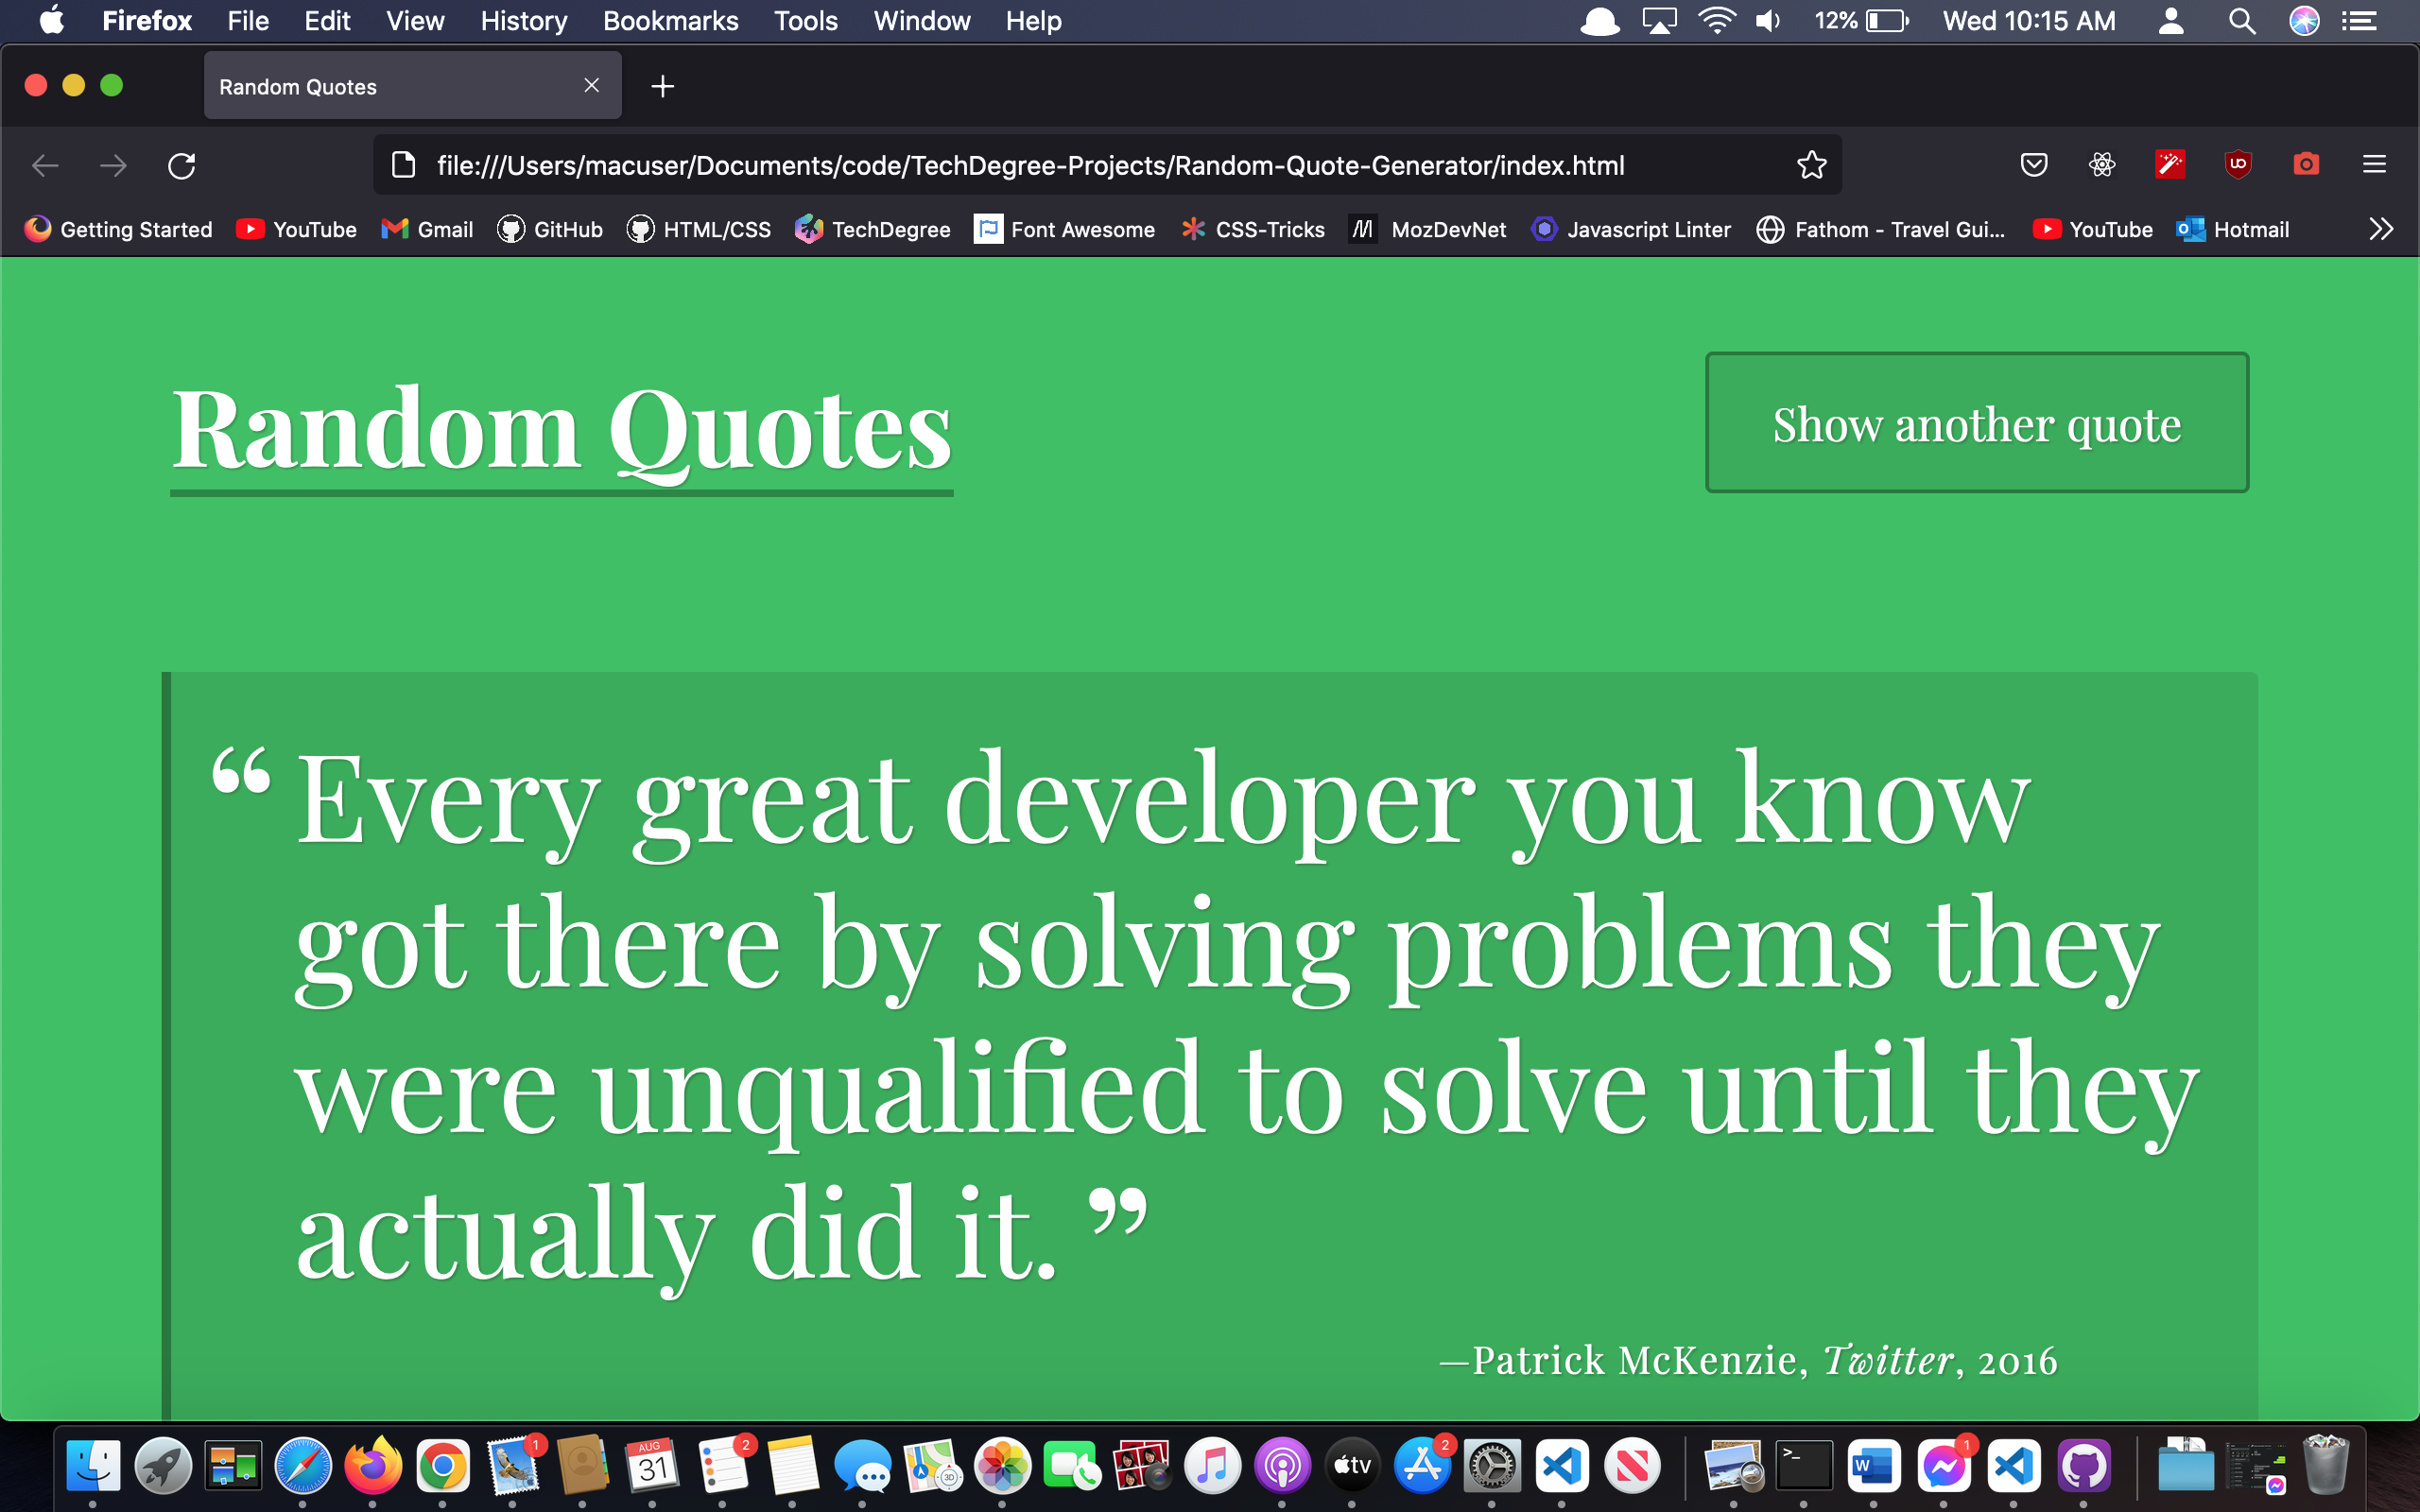 Firefox File Edit View History Bookmarks Tools Window Help 12% Wed 10:15 AM
Random Quotes
file:///Users/macuser/Documents/code/TechDegree-Projects/Random-Quote-Generator/index.html
Getting Started YouTube Gmail GitHub HTML/CSS TechDegree Font Awesome CSS-Tricks MozDevNet Javascript Linter Fathom - Travel Gui... YouTube Hotmail
Random Quotes
Show another quote
“ Every great developer you know
got there by solving problems they
were unqualified to solve until they
actually did it. ”
—Patrick McKenzie, Twitter, 2016
1 AUG 31 2 3D tv 2 >_ W 1